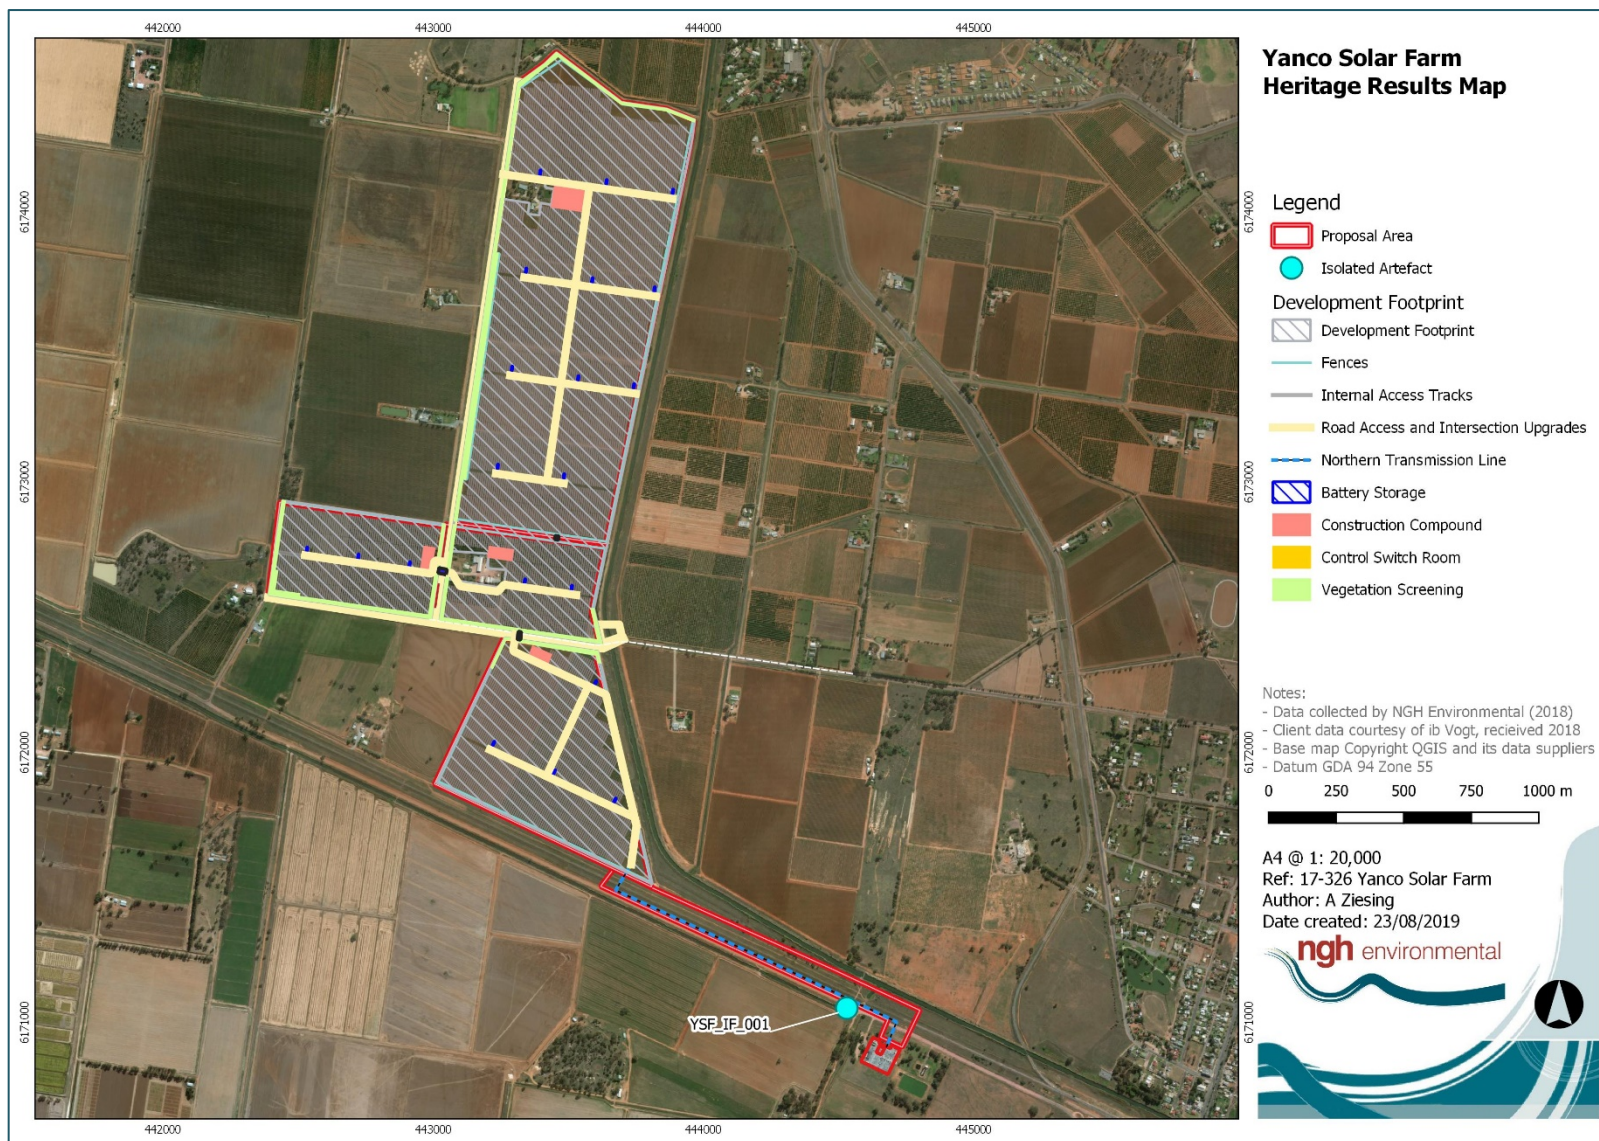 442000 443000 444000 445000
6174000
6173000
6172000
6171000
YSF_IF_001
6174000
6173000
6172000
6171000
442000 443000 444000 445000
Yanco Solar Farm
Heritage Results Map
Legend
Proposal Area
Isolated Artefact
Development Footprint
Development Footprint
Fences
Internal Access Tracks
Road Access and Intersection Upgrades
Northern Transmission Line
Battery Storage
Construction Compound
Control Switch Room
Vegetation Screening
Notes:
- Data collected by NGH Environmental (2018)
- Client data courtesy of ib Vogt, recieived 2018
- Base map Copyright QGIS and its data suppliers
- Datum GDA 94 Zone 55
0 250 500 750 1000 m
A4 @ 1: 20,000
Ref: 17-326 Yanco Solar Farm
Author: A Ziesing
Date created: 23/08/2019
ngh environmental